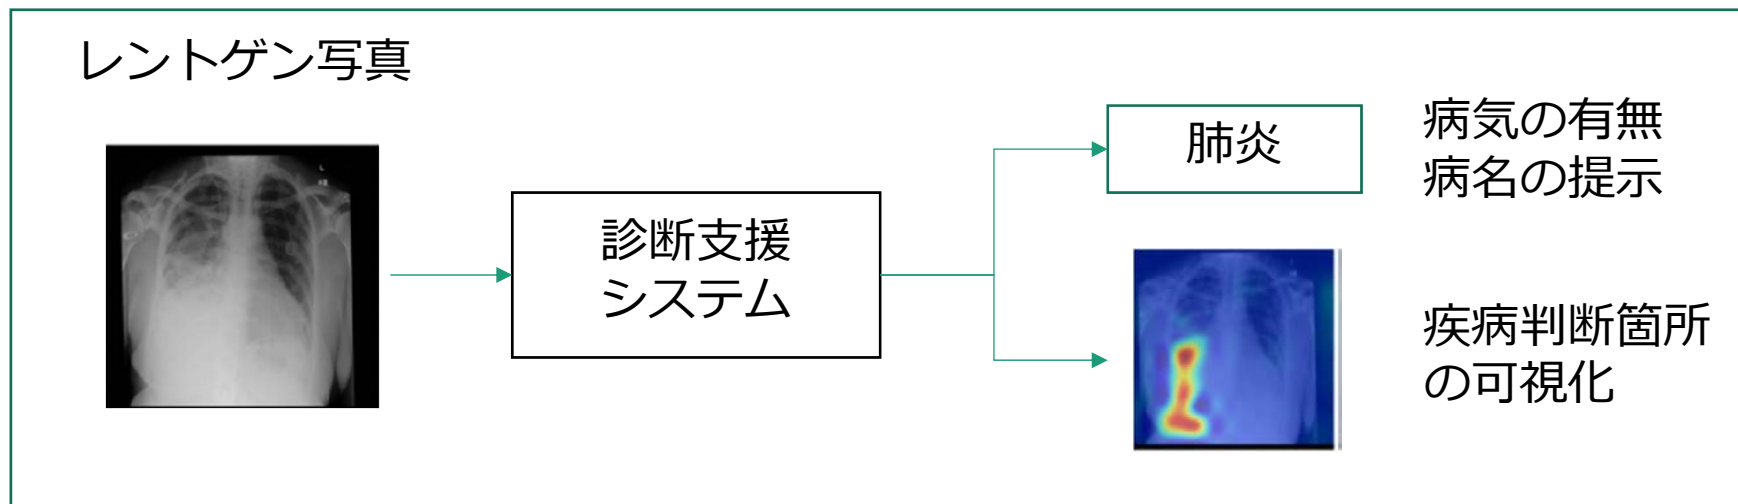 レントゲン写真
診断支援
システム
肺炎
病気の有無
病名の提示
疾病判断箇所
の可視化